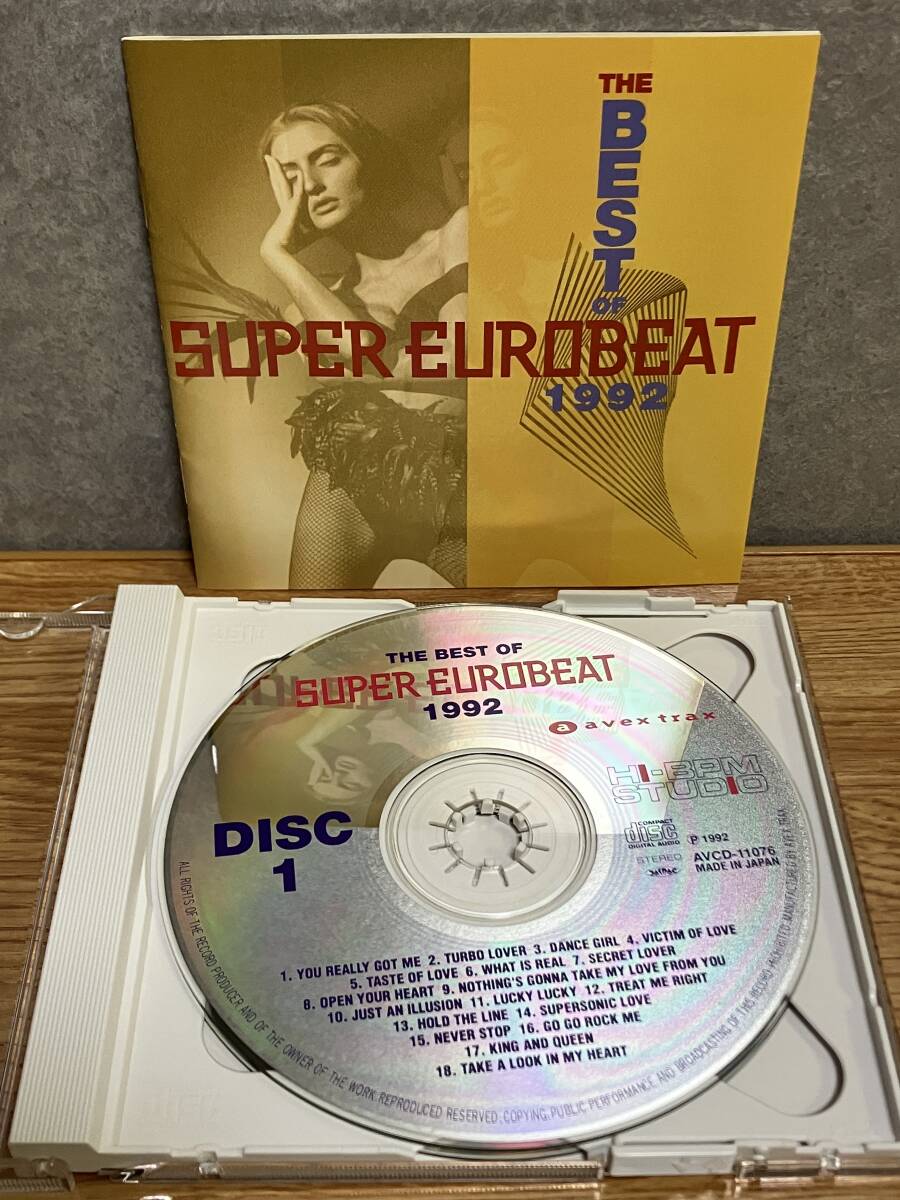 THE
BEST
OF
SUPER EUROBEAT
1992
THE BEST OF
SUPER EUROBEAT
1992
a avex trax
HI-BPM
STUDIO
DISC
1
COMPACT
disc
DIGITAL AUDIO
P 1992
STEREO AVCD-11076
MADE IN JAPAN
1. YOU REALLY GOT ME 2. TURBO LOVER 3. DANCE GIRL 4. VICTIM OF LOVE
5. TASTE OF LOVE 6. WHAT IS REAL 7. SECRET LOVER
8. OPEN YOUR HEART 9. NOTHING'S GONNA TAKE MY LOVE FROM YOU
10. JUST AN ILLUSION 11. LUCKY LUCKY 12. TREAT ME RIGHT
13. HOLD THE LINE 14. SUPERSONIC LOVE
15. NEVER STOP 16. GO GO ROCK ME
17. KING AND QUEEN
18. TAKE A LOOK IN MY HEART
ALL RIGHTS OF THE RECORD PRODUCER AND OF THE OWNER OF THE WORK REPRODUCED RESERVED. COPYING, PUBLIC PERFORMANCE AND BROADCASTING OF THIS RECORD PROHIBITED. MANUFACTURED BY AVEX TRAX